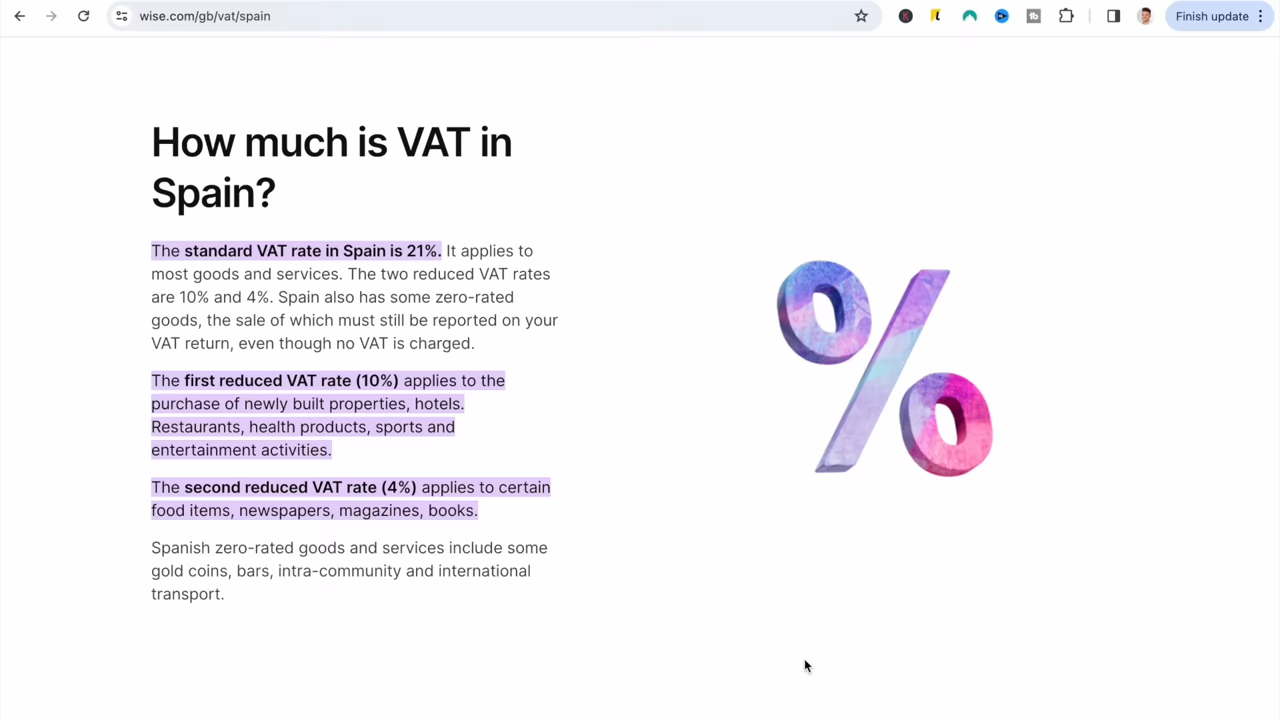 wise.com/gb/vat/spain
Finish update
How much is VAT in
Spain?
The standard VAT rate in Spain is 21%. It applies to
most goods and services. The two reduced VAT rates
are 10% and 4%. Spain also has some zero-rated
goods, the sale of which must still be reported on your
VAT return, even though no VAT is charged.
The first reduced VAT rate (10%) applies to the
purchase of newly built properties, hotels.
Restaurants, health products, sports and
entertainment activities.
The second reduced VAT rate (4%) applies to certain
food items, newspapers, magazines, books.
Spanish zero-rated goods and services include some
gold coins, bars, intra-community and international
transport.
%